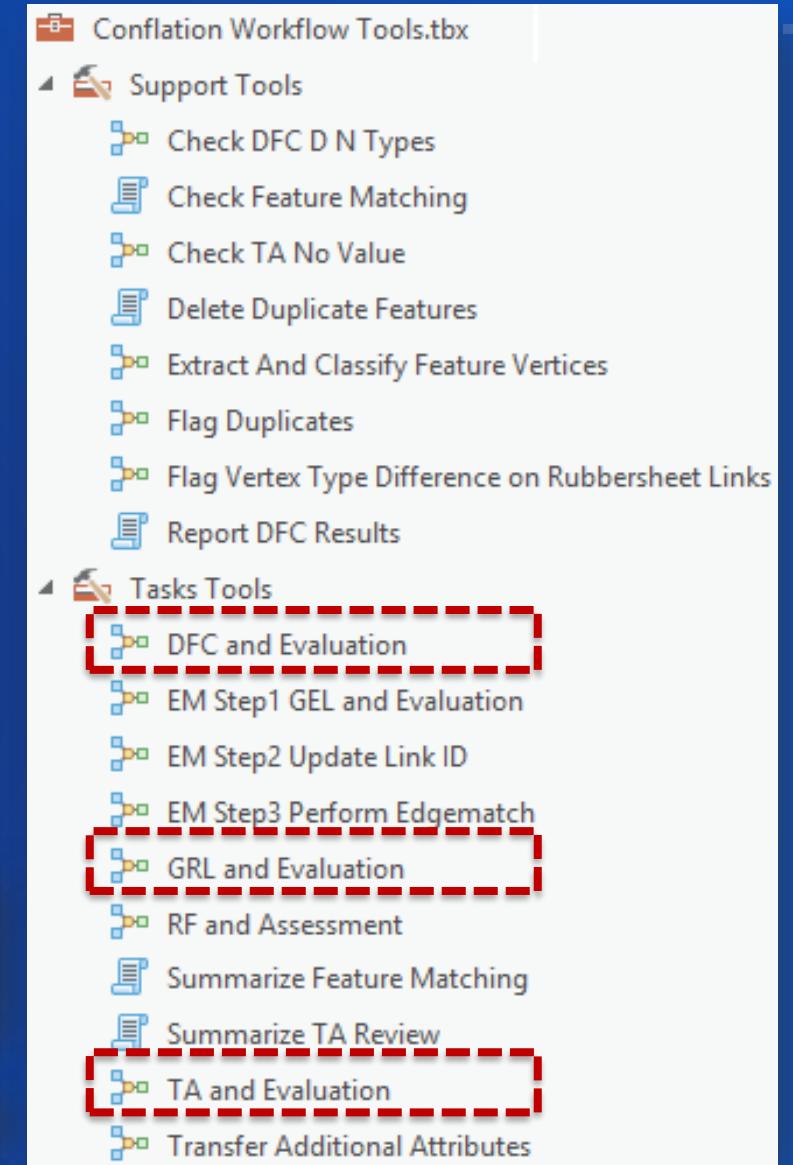 Conflation Workflow Tools.tbx
Support Tools
Check DFC D N Types
Check Feature Matching
Check TA No Value
Delete Duplicate Features
Extract And Classify Feature Vertices
Flag Duplicates
Flag Vertex Type Difference on Rubbersheet Links
Report DFC Results
Tasks Tools
DFC and Evaluation
EM Step1 GEL and Evaluation
EM Step2 Update Link ID
EM Step3 Perform Edgematch
GRL and Evaluation
RF and Assessment
Summarize Feature Matching
Summarize TA Review
TA and Evaluation
Transfer Additional Attributes